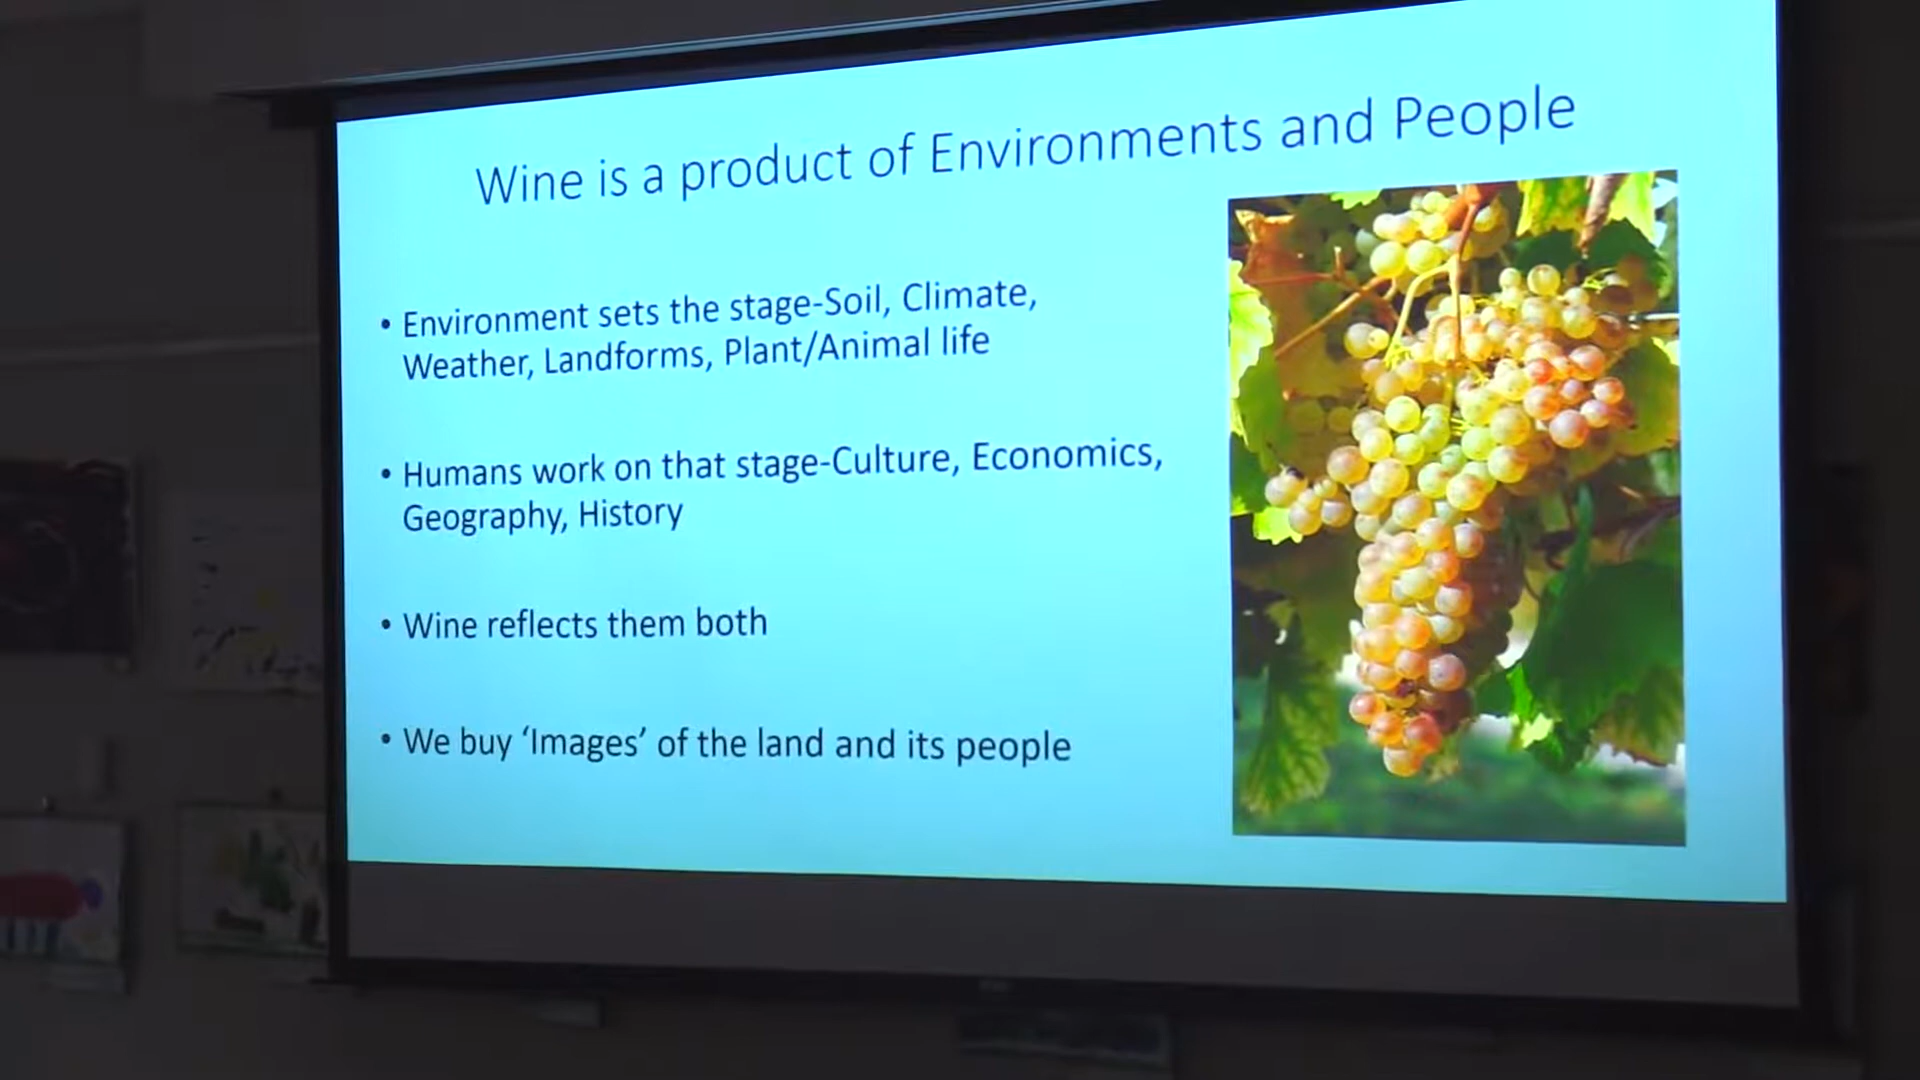 Wine is a product of Environments and People
• Environment sets the stage-Soil, Climate,
Weather, Landforms, Plant/Animal life
• Humans work on that stage-Culture, Economics,
Geography, History
• Wine reflects them both
• We buy ‘Images’ of the land and its people